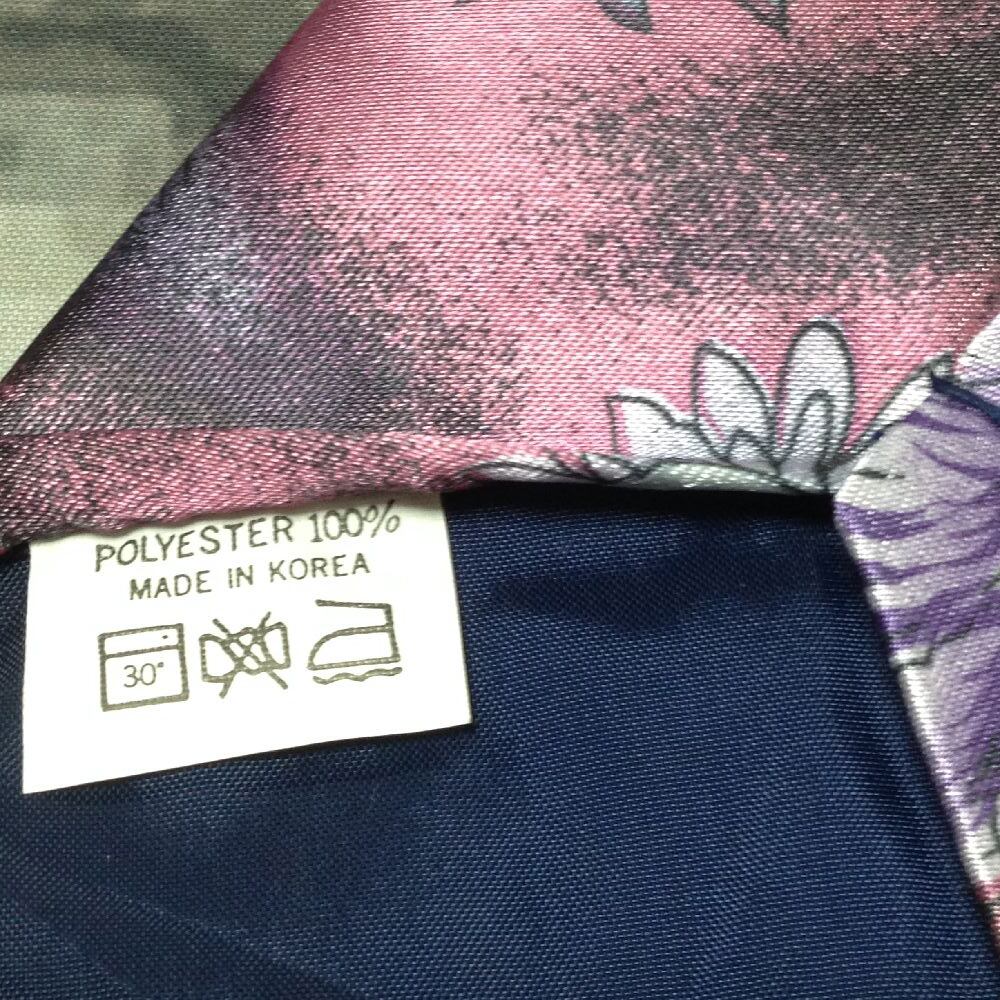 POLYESTER 100%
MADE IN KOREA
30°